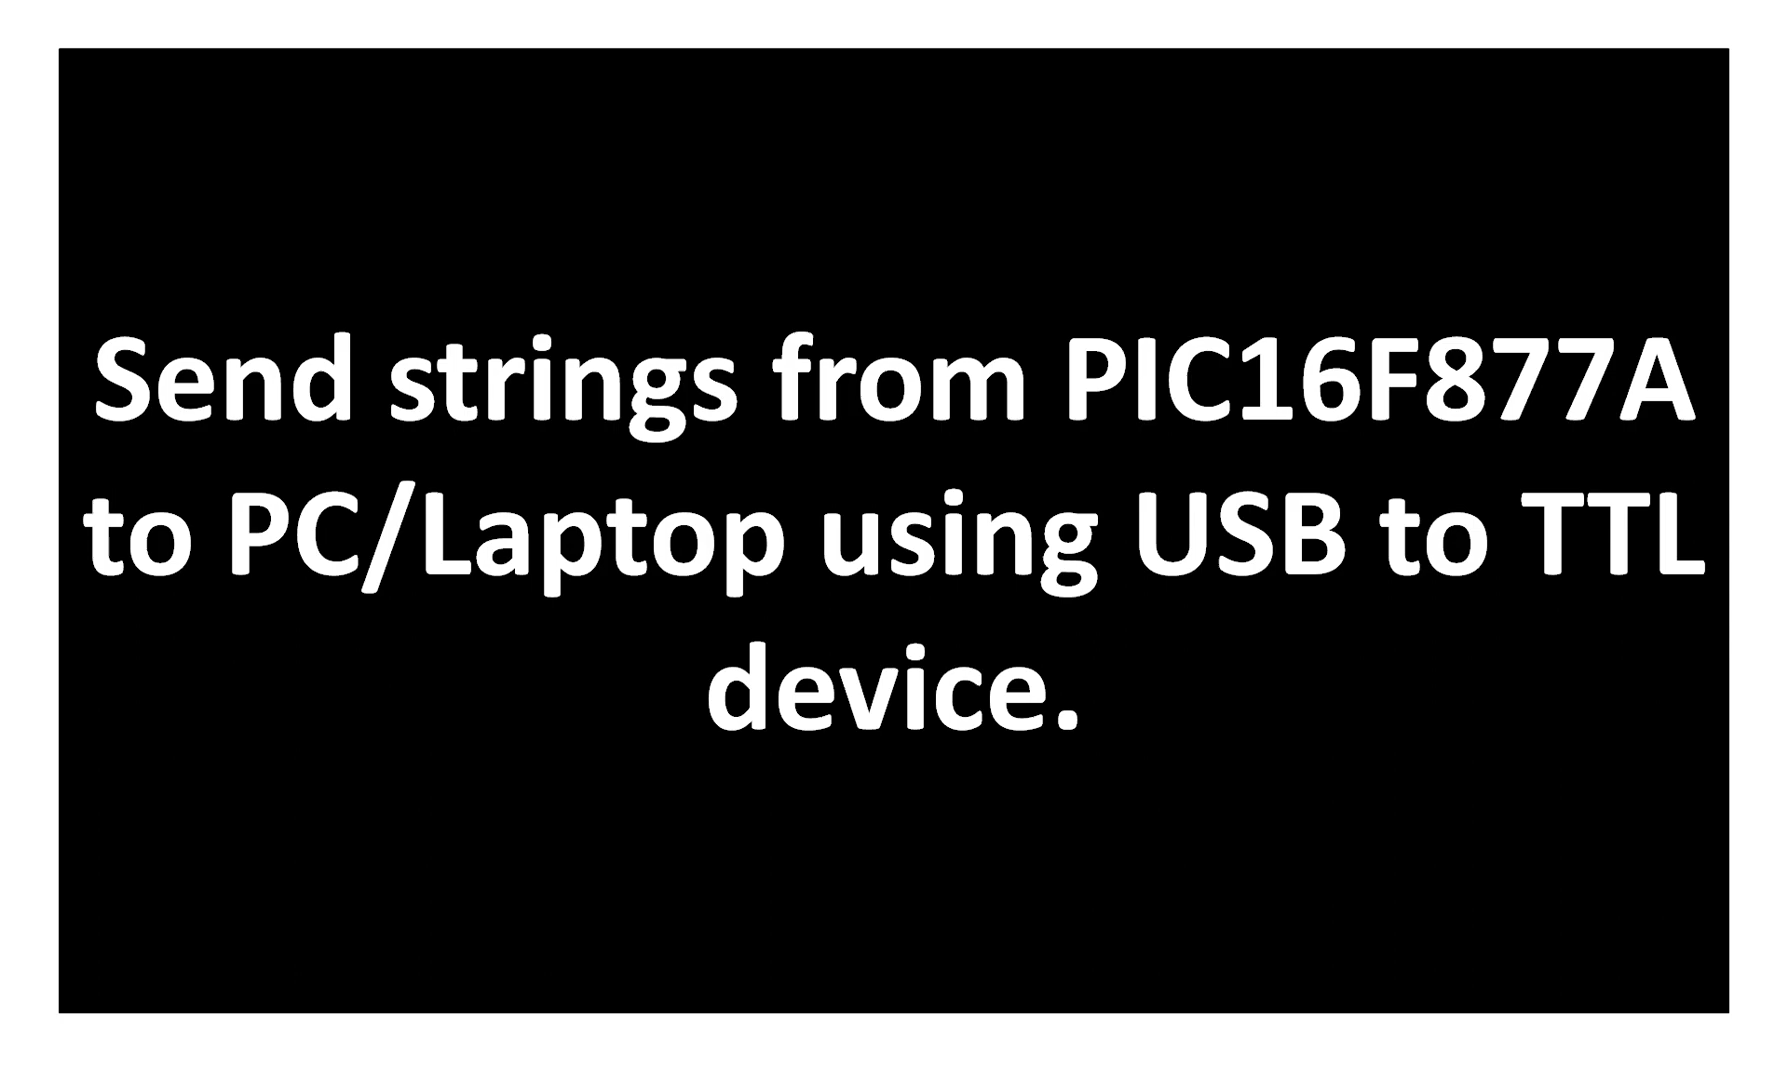 Send strings from PIC16F877A
to PC/Laptop using USB to TTL
device.